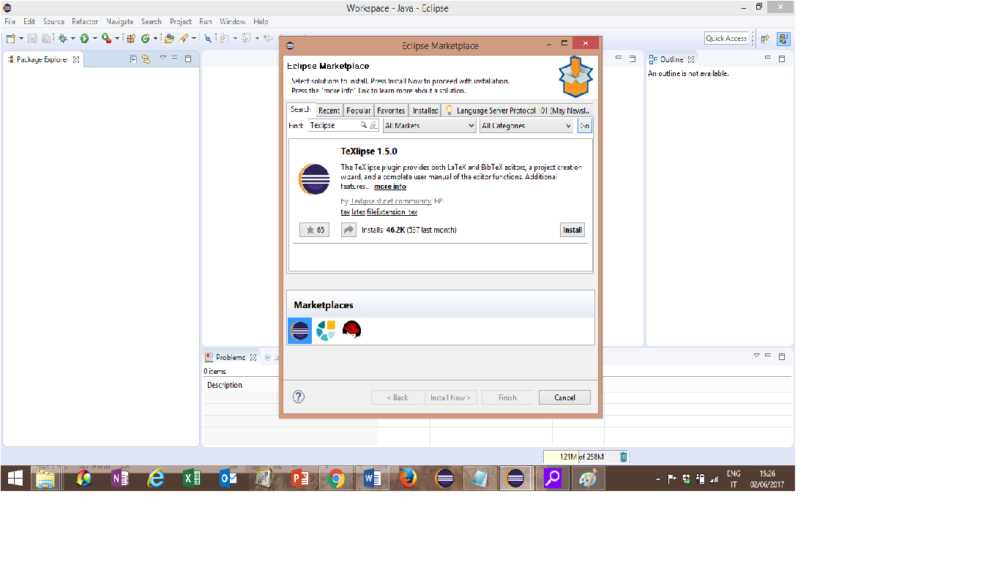 Workspace - Java - Eclipse
File Edit Source Refactor Navigate Search Project Run Window Help
Quick Access
Package Explorer
Outline
An outline is not available.
Eclipse Marketplace
Eclipse Marketplace
Select solutions to install. Press Install Now to proceed with installation.
Press the "more info" link to learn more about a solution.
Search Recent Popular Favorites Installed Language Server Protocol 101 (May Newsl...
Find: Texlipse All Markets All Categories Go
TeXlipse 1.5.0
The TeXlipse plugin provides both LaTeX and BibTeX editors, a project creation
wizard, and a complete user manual of the editor functions. Additional
features... more info
by Texlipse sf.net community, EPL
tex latex fileExtension_tex
65 Installs: 46.2K (537 last month) Install
Marketplaces
Problems @ Ja
0 items
Description
? < Back Install Now > Finish Cancel
121M of 258M
ENG 15:26
IT 02/06/2017